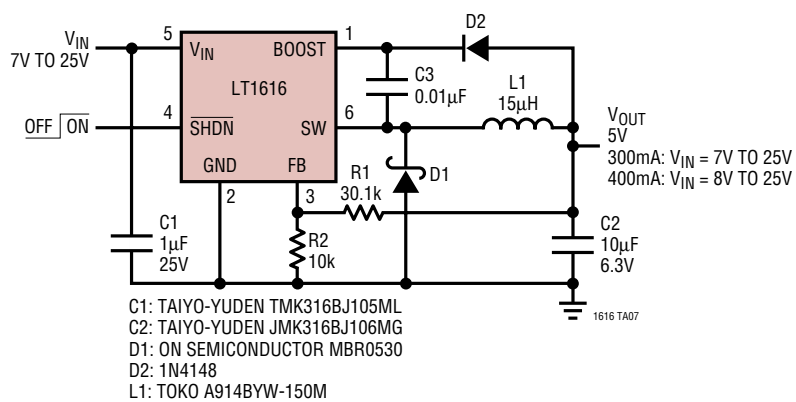 D2
5
1
VIN
7V TO 25V
VIN
BOOST
LT1616
C3
0.01µF
L1
15µH
4
6
OFF ON
SHDN
SW
VOUT
5V
300mA: VIN = 7V TO 25V
400mA: VIN = 8V TO 25V
GND
FB
D1
R1
30.1k
2
3
C1
1µF
25V
R2
10k
C2
10µF
6.3V
1616 TA07
C1: TAIYO-YUDEN TMK316BJ105ML
C2: TAIYO-YUDEN JMK316BJ106MG
D1: ON SEMICONDUCTOR MBR0530
D2: 1N4148
L1: TOKO A914BYW-150M